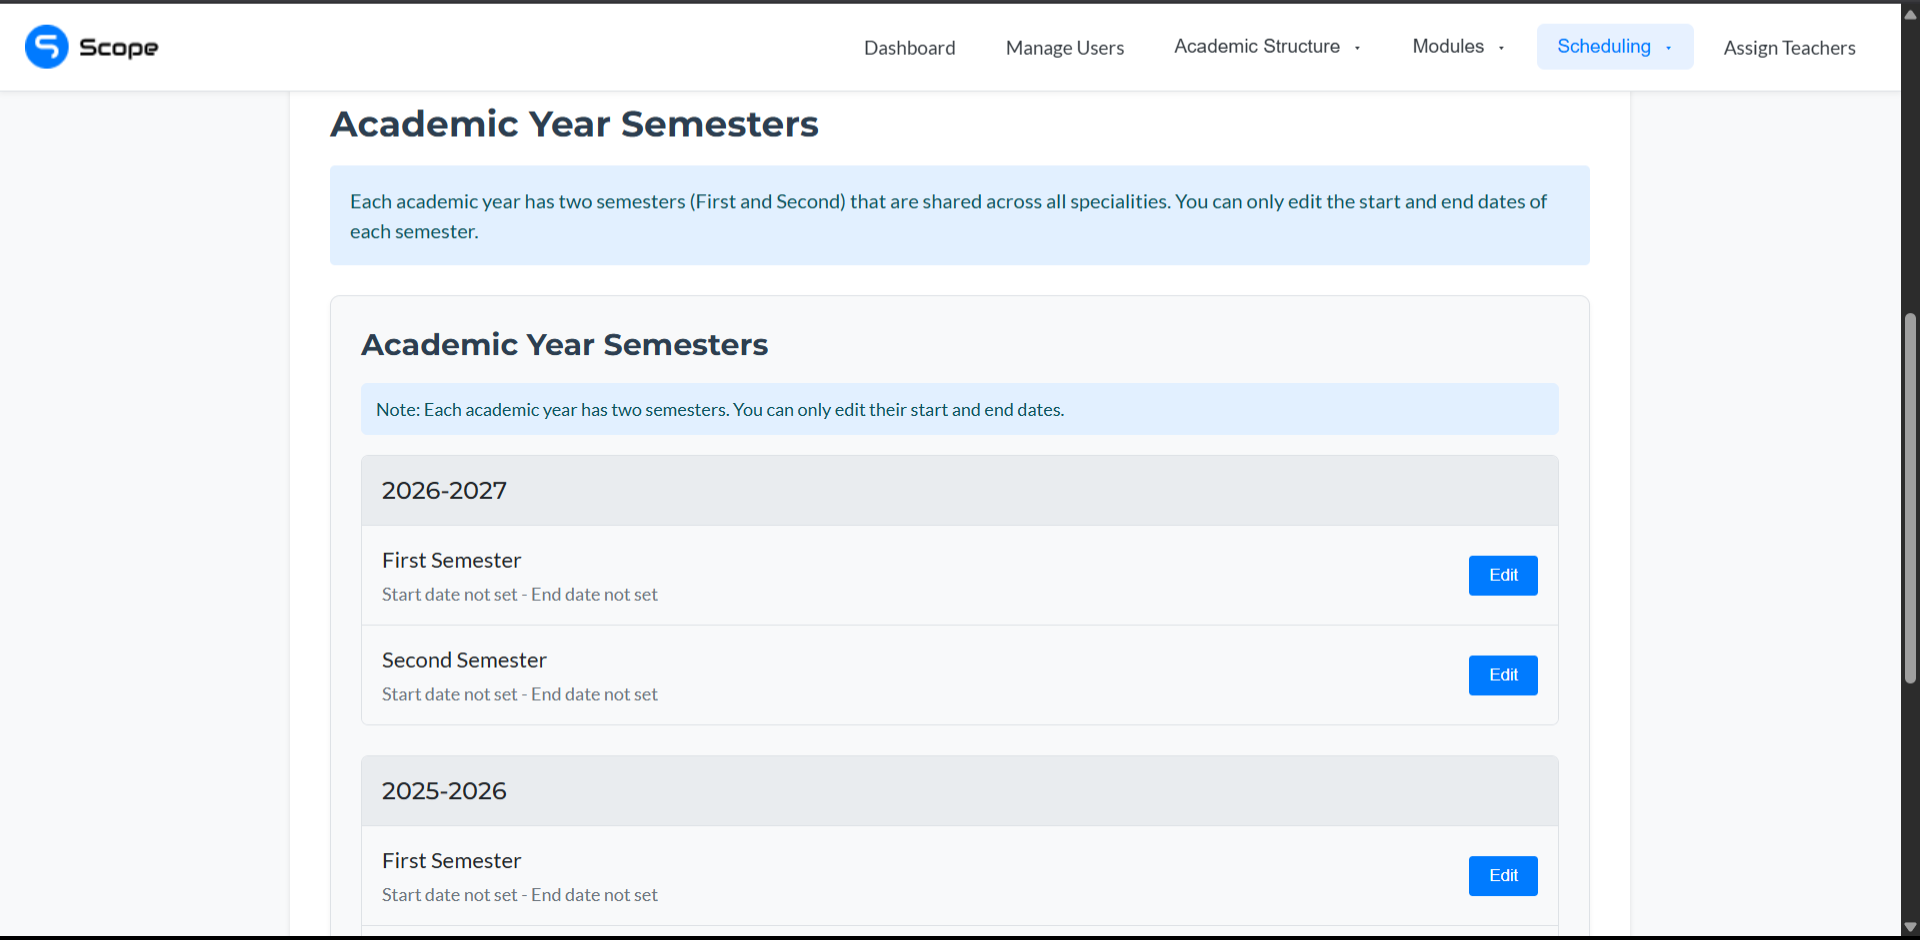 Scope
Dashboard
Manage Users
Academic Structure
Modules
Scheduling
Assign Teachers
Academic Year Semesters
Each academic year has two semesters (First and Second) that are shared across all specialities. You can only edit the start and end dates of
each semester.
Academic Year Semesters
Note: Each academic year has two semesters. You can only edit their start and end dates.
2026-2027
First Semester
Start date not set - End date not set
Edit
Second Semester
Start date not set - End date not set
Edit
2025-2026
First Semester
Start date not set - End date not set
Edit